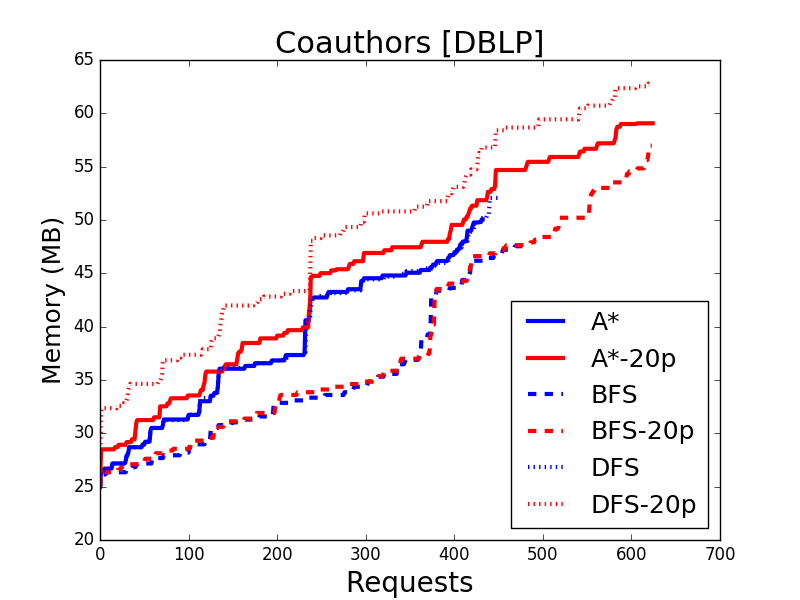 Coauthors [DBLP]
65
60
55
50
45
40
35
30
25
20
Memory (MB)
A*
A*-20p
BFS
BFS-20p
DFS
DFS-20p
0 100 200 300 400 500 600 700
Requests